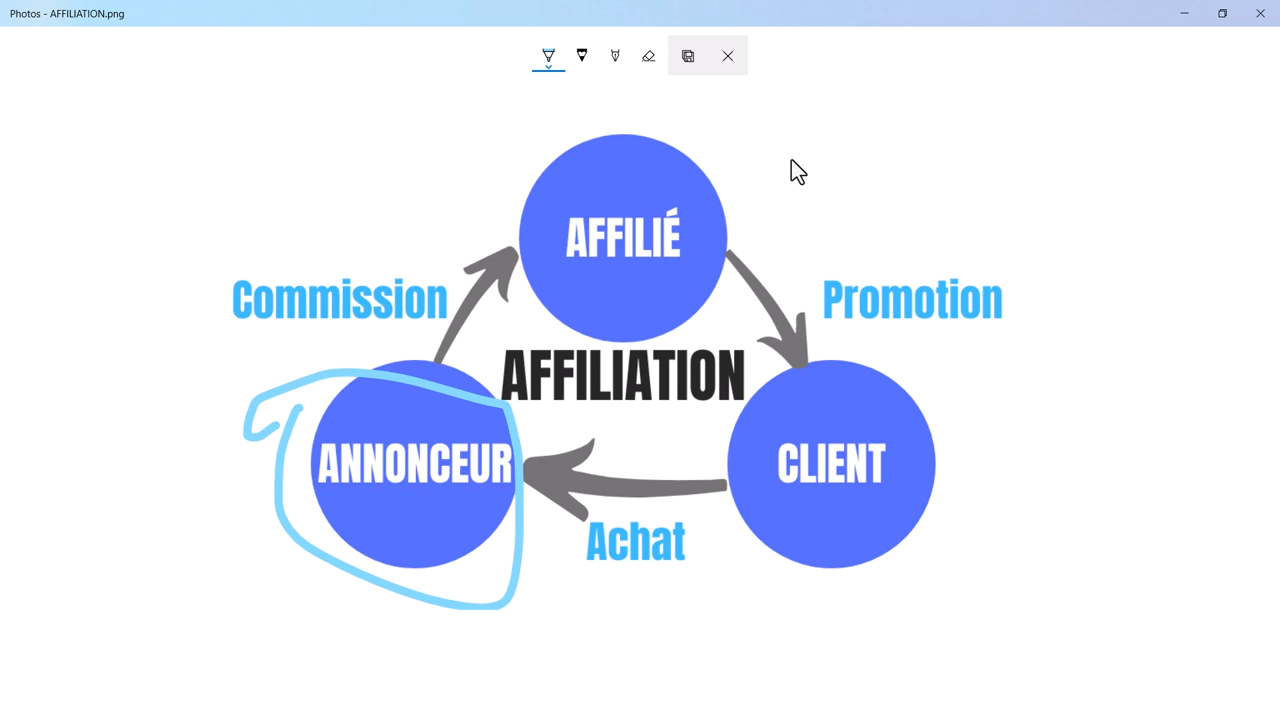 Photos - AFFILIATION.png
AFFILIÉ
Commission
Promotion
AFFILIATION
ANNONCEUR
CLIENT
Achat